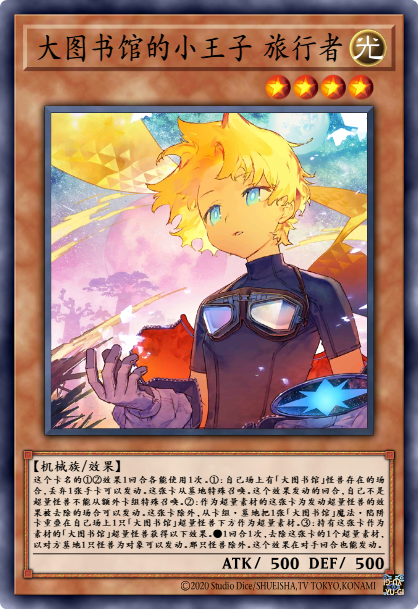 大图书馆的小王子 旅行者
光
【机械族/效果】
这个卡名的①②效果1回合各能使用1次。①:自己场上有「大图书馆」怪兽存在的场
合,丢弃1张手卡可以发动。这张卡从墓地特殊召唤。这个效果发动的回合,自己不是
超量怪兽不能从额外卡组特殊召唤。②:作为超量素材的这张卡为发动超量怪兽的效
果被去除的场合可以发动。这张卡除外,从卡组·墓地把1张「大图书馆」魔法·陷阱
卡重叠在自己场上1只「大图书馆」超量怪兽下方作为超量素材。③:持有这张卡作为
素材的「大图书馆」超量怪兽获得以下效果。●1回合1次,去除这张卡的1个超量素材,
以对方墓地1只怪兽为对象可以发动。那只怪兽除外。这个效果在对手回合也能发动。
ATK/ 500 DEF/ 500
©2020 Studio Dice/SHUEISHA,TV TOKYO,KONAMI